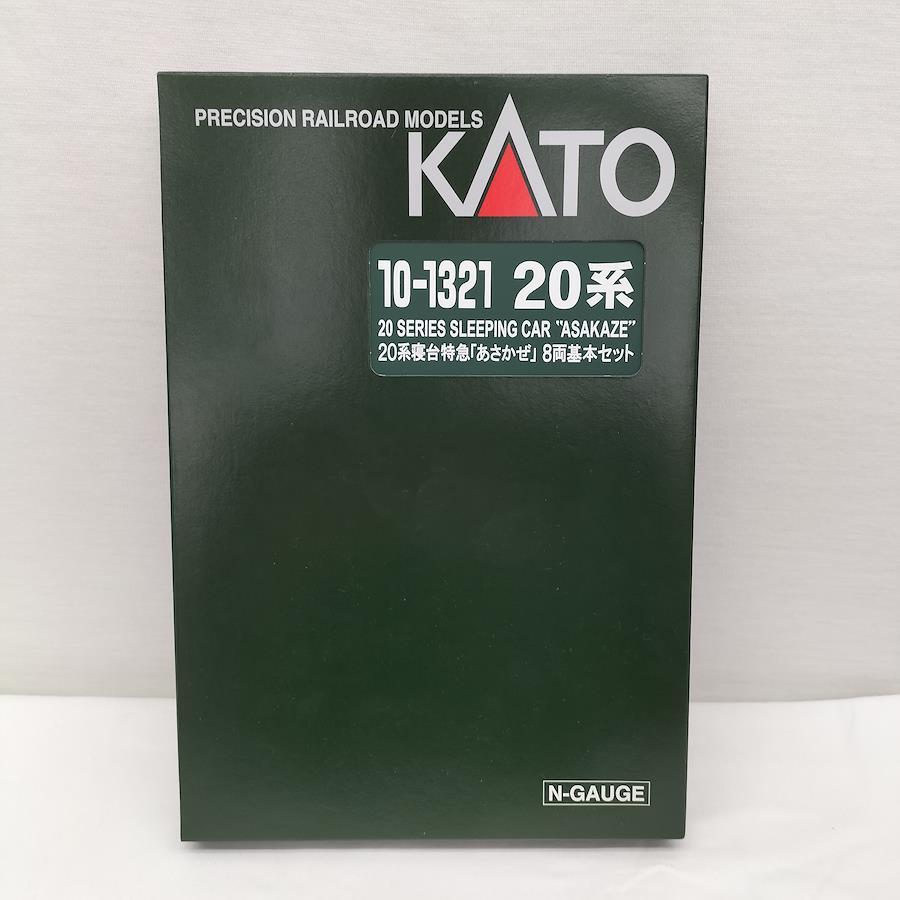 PRECISION RAILROAD MODELS
KATO
10-1321 20系
20 SERIES SLEEPING CAR "ASAKAZE"
20系寝台特急「あさかぜ」8両基本セット
N-GAUGE